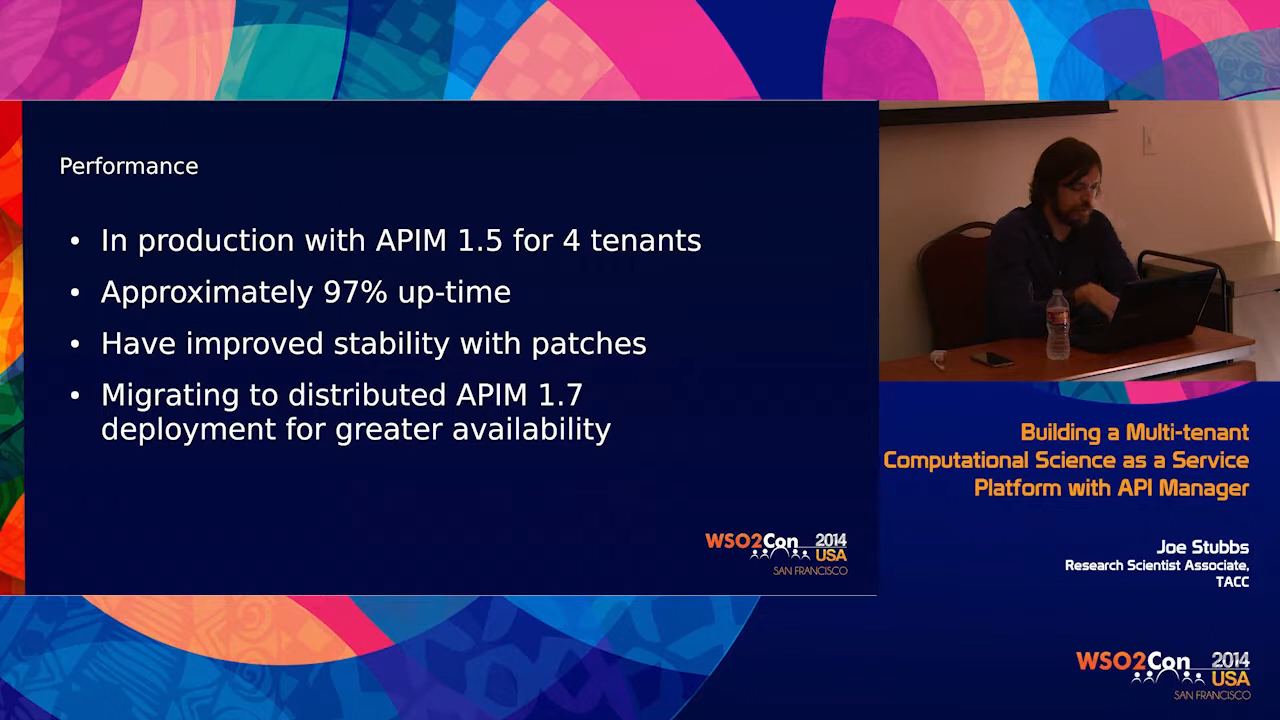 Performance
• In production with APIM 1.5 for 4 tenants
• Approximately 97% up-time
• Have improved stability with patches
• Migrating to distributed APIM 1.7
deployment for greater availability
WSO2Con 2014
USA
SAN FRANCISCO
Building a Multi-tenant
Computational Science as a Service
Platform with API Manager
Joe Stubbs
Research Scientist Associate,
TACC
WSO2Con 2014
USA
SAN FRANCISCO